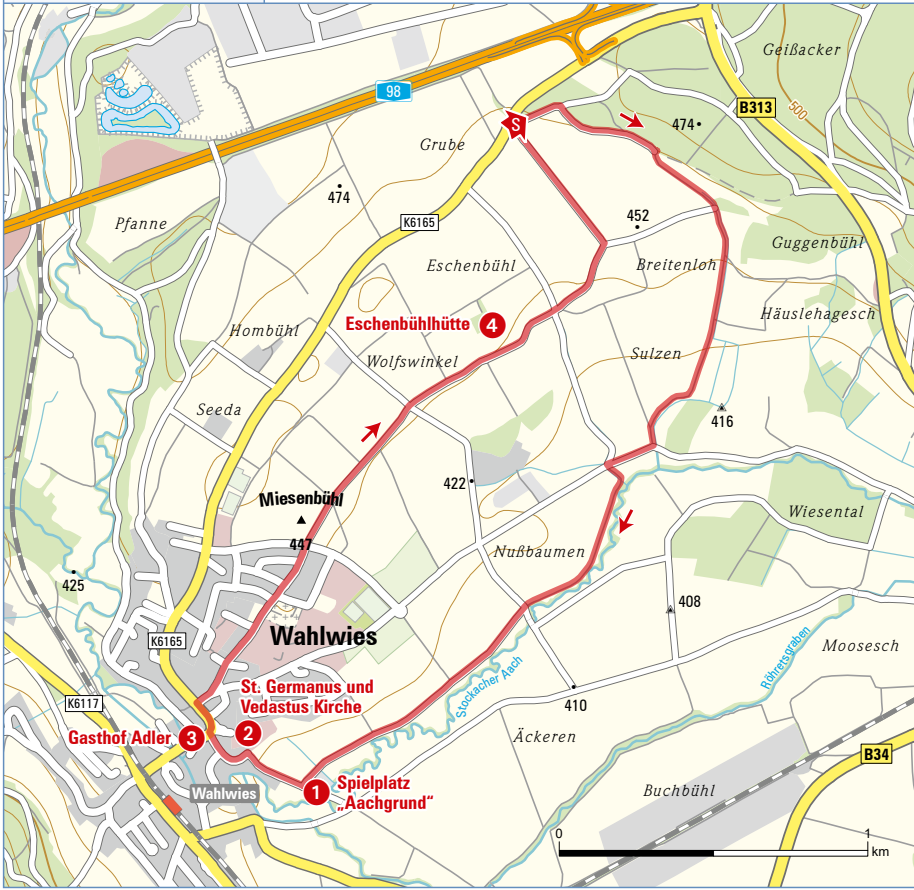 Geißacker
98
B313
500
S
474
Grube
474
452
K6165
Pfanne
Guggenbühl
Eschenbühl
Breitenloh
Häuslehagesch
Eschenbühlhütte 4
Hombühl
Wolfswinkel
Sulzen
Seeda
416
422
Miesenbühl
447
Wiesental
Nußbaumen
425
408
Wahlwies
K6165
Moosesch
Röhretsgraben
Stockacher Aach
St. Germanus und
Vedastus Kirche
K6117
410
Gasthof Adler 3
2
Äckeren
B34
Wahlwies
1 Spielplatz
„Aachgrund“
Buchbühl
0 1
km